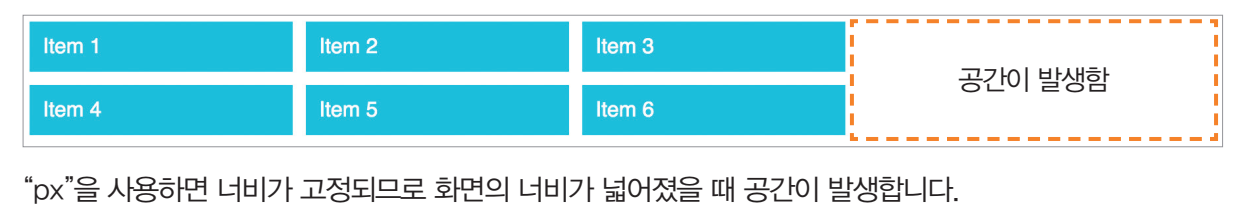 Item 1
Item 2
Item 3
공간이 발생함
Item 4
Item 5
Item 6
“px”을 사용하면 너비가 고정되므로 화면의 너비가 넓어졌을 때 공간이 발생합니다.